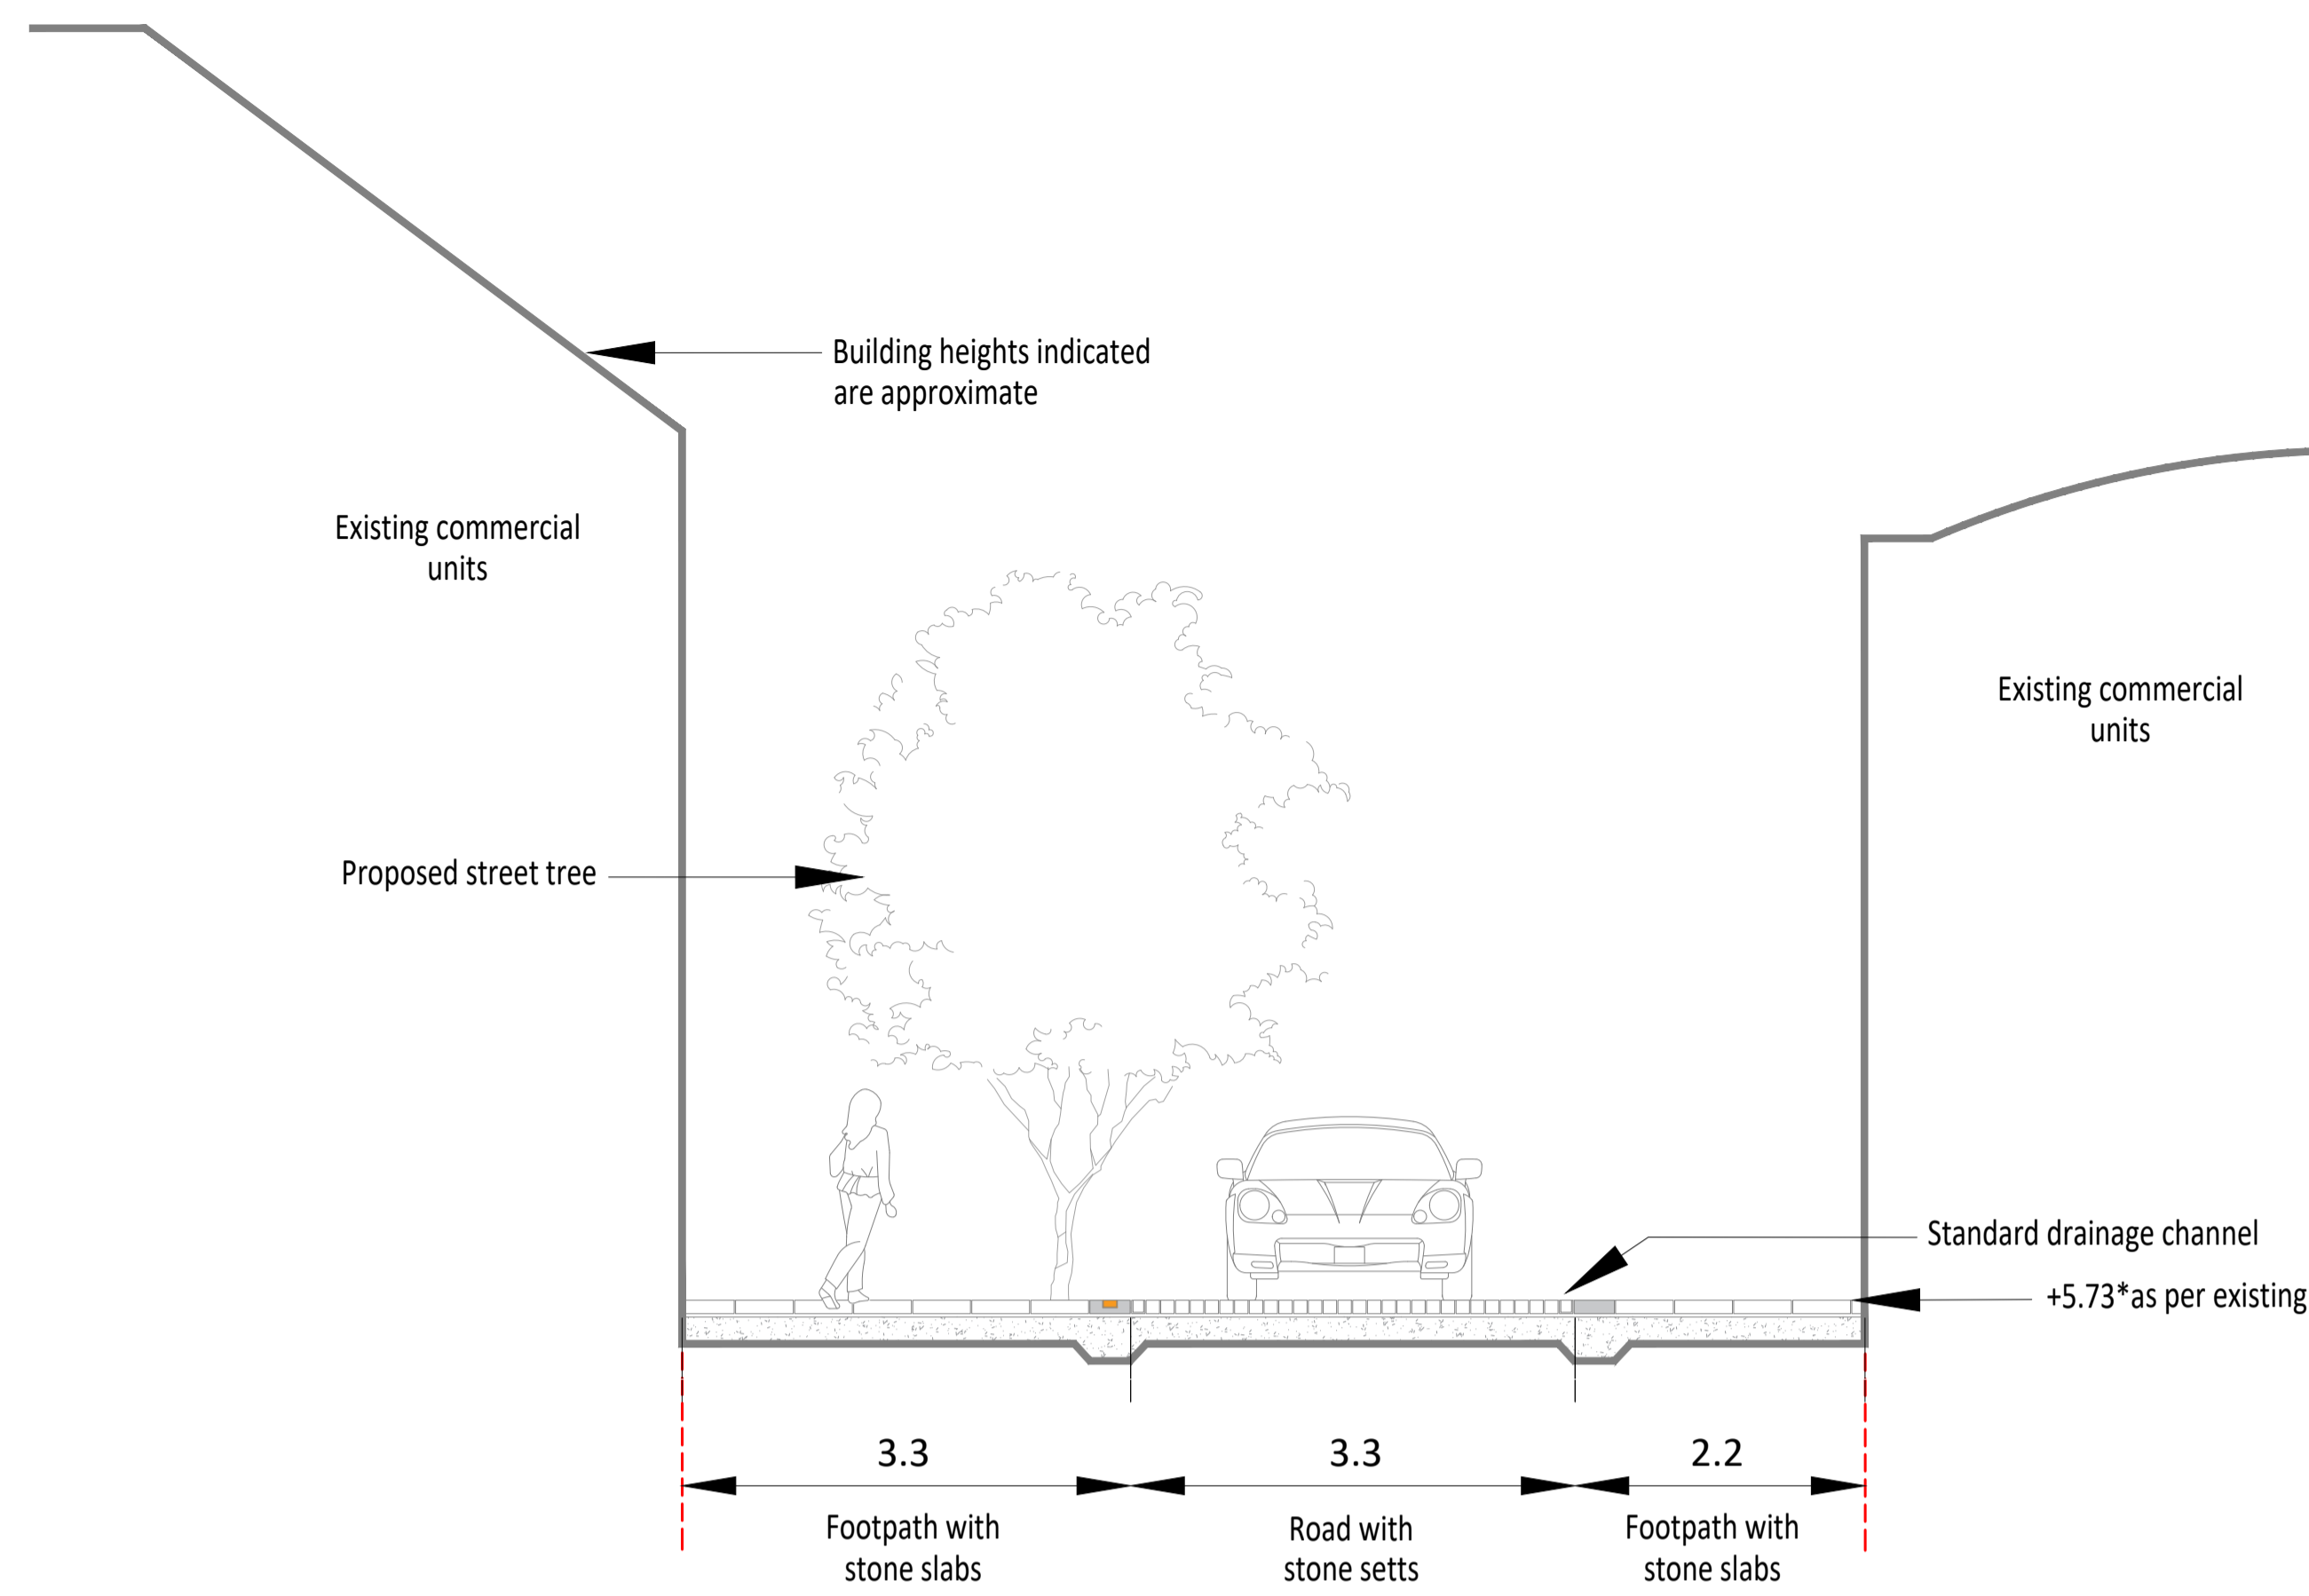 Building heights indicated
are approximate
Existing commercial
units
Existing commercial
units
Proposed street tree
Standard drainage channel
+5.73*as per existing
3.3
3.3
2.2
Footpath with
stone slabs
Road with
stone setts
Footpath with
stone slabs